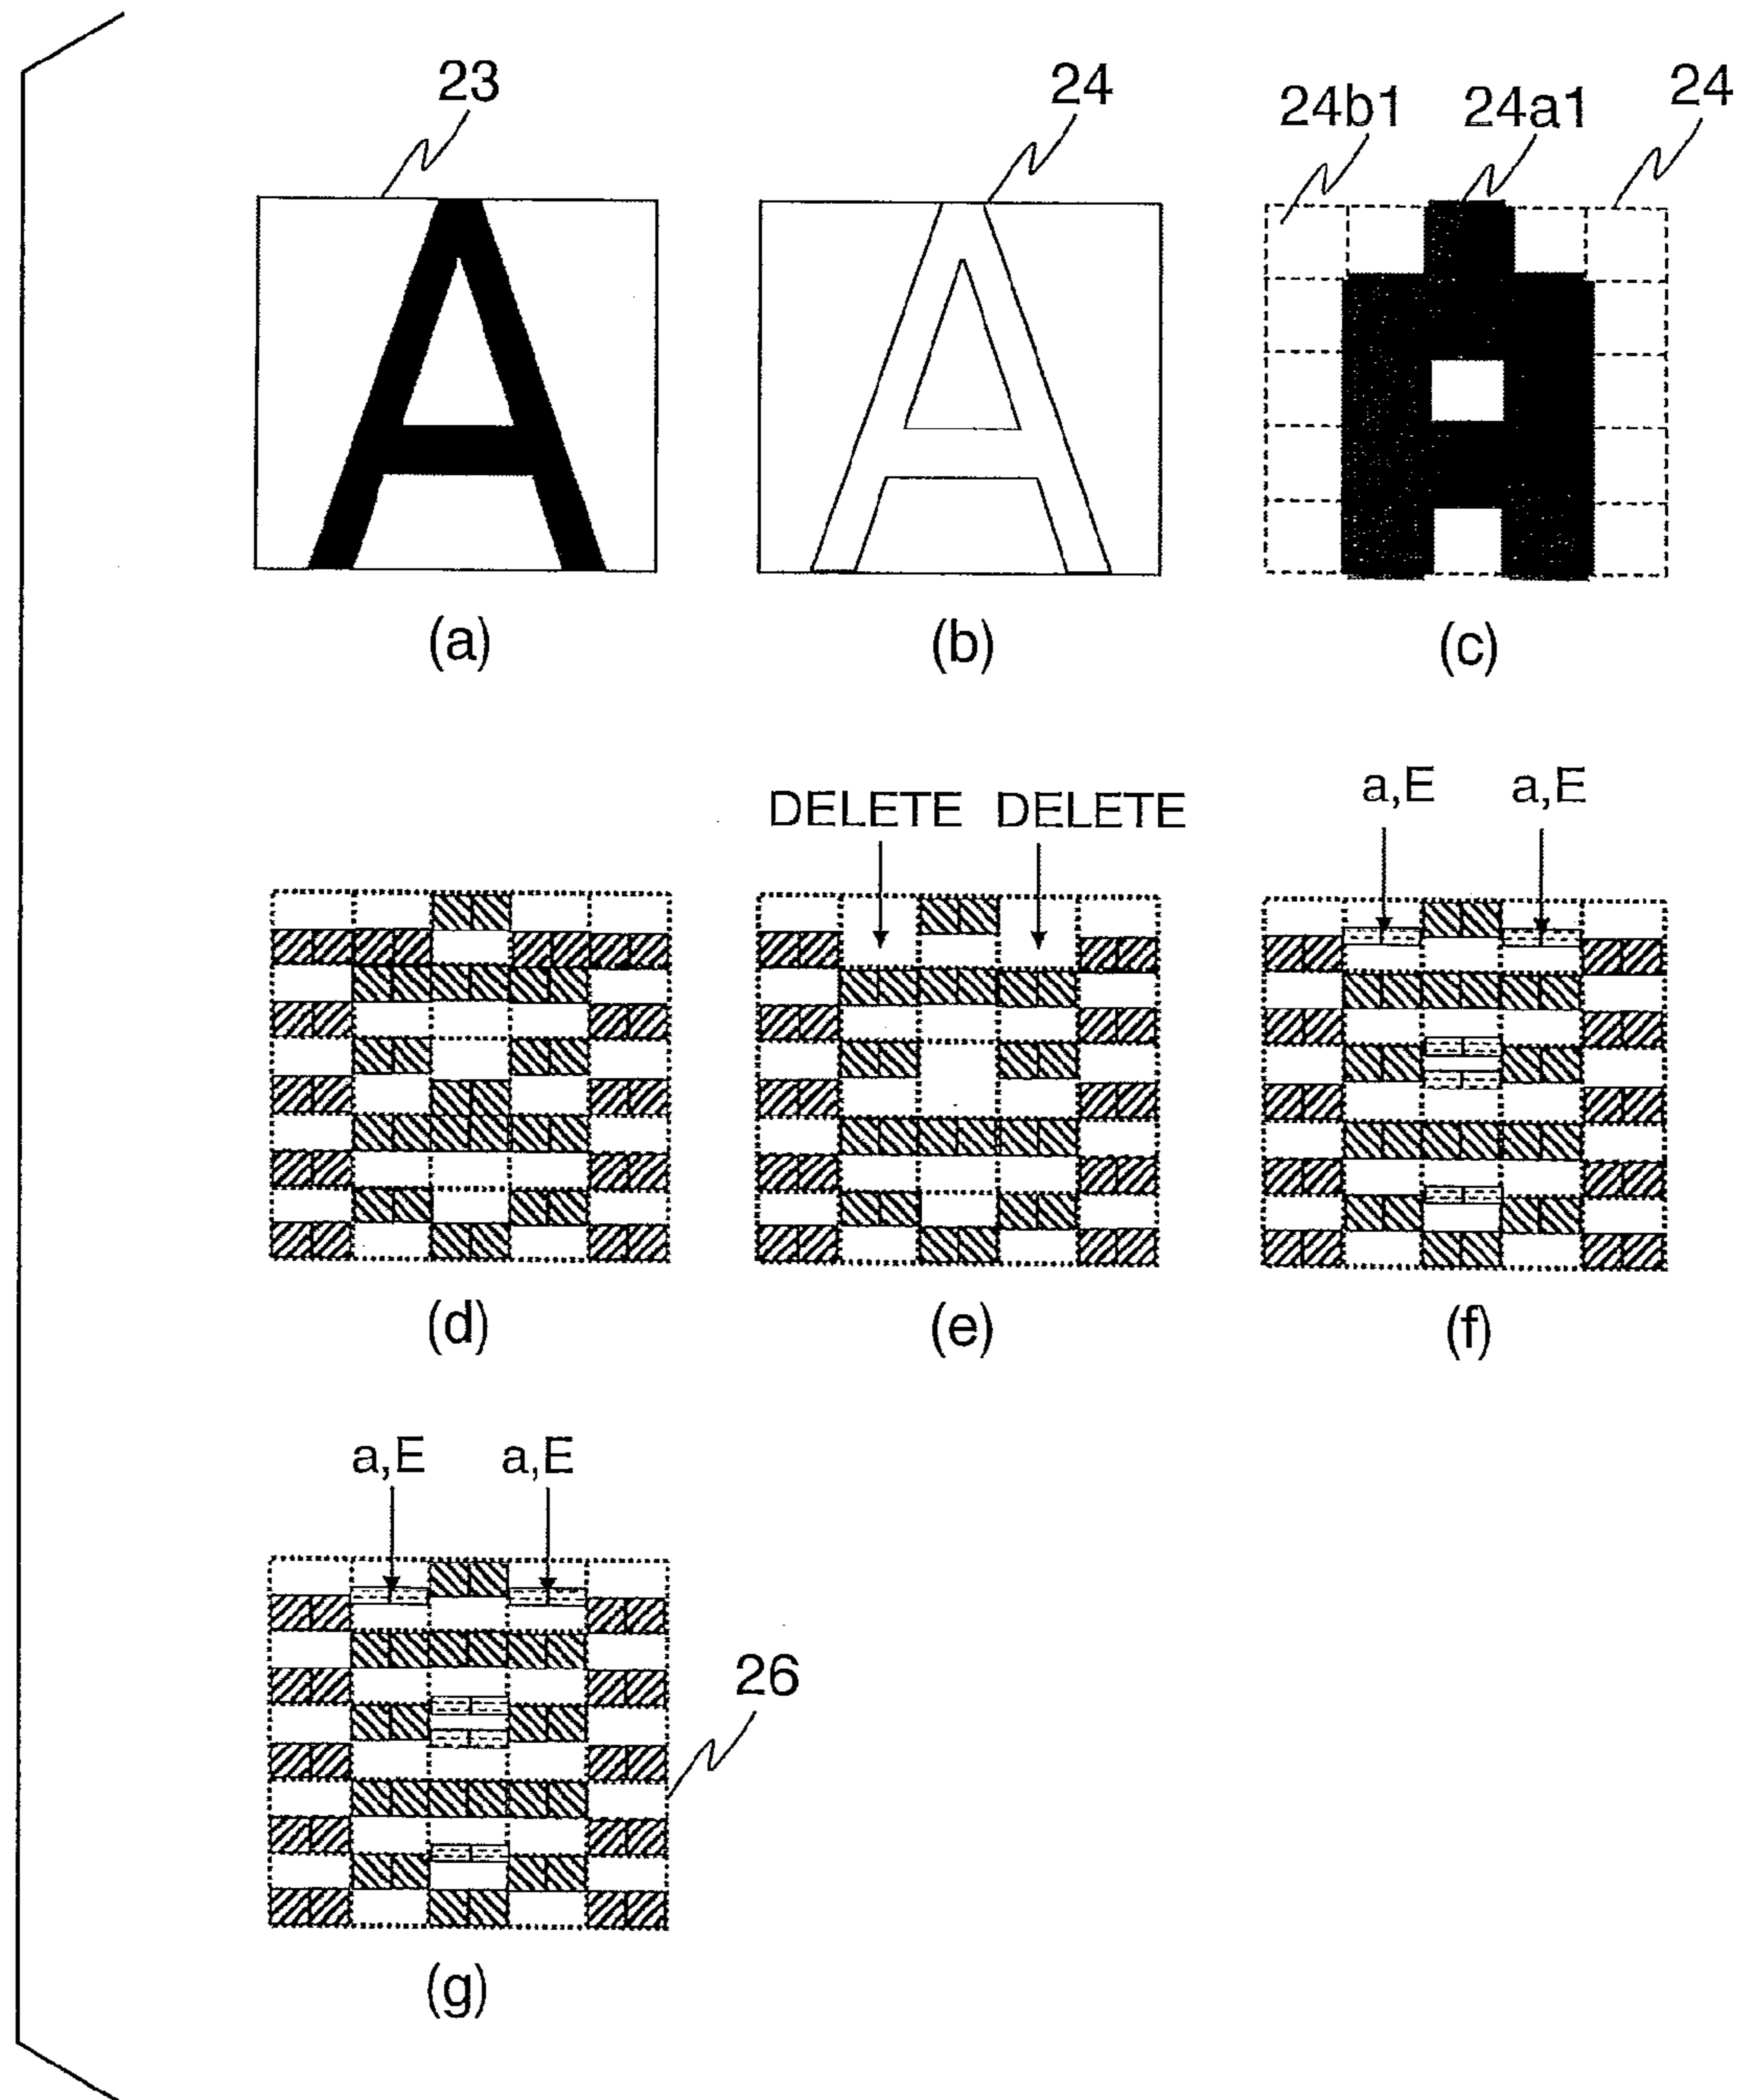 23
24
24b1 24a1 24
A A
(a) (b) (c)
DELETE DELETE
a,E a,E
(d) (e) (f)
a,E a,E
26
(g)